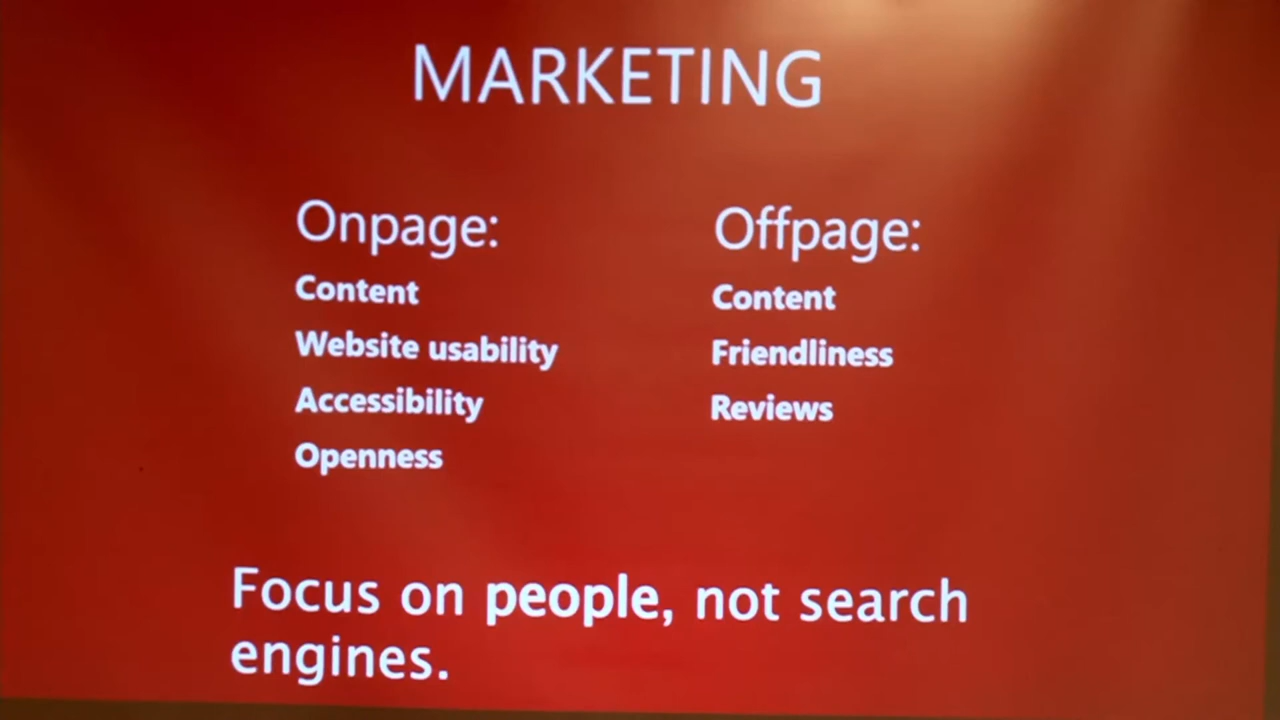 MARKETING
Onpage:
Content
Website usability
Accessibility
Openness
Offpage:
Content
Friendliness
Reviews
Focus on people, not search
engines.